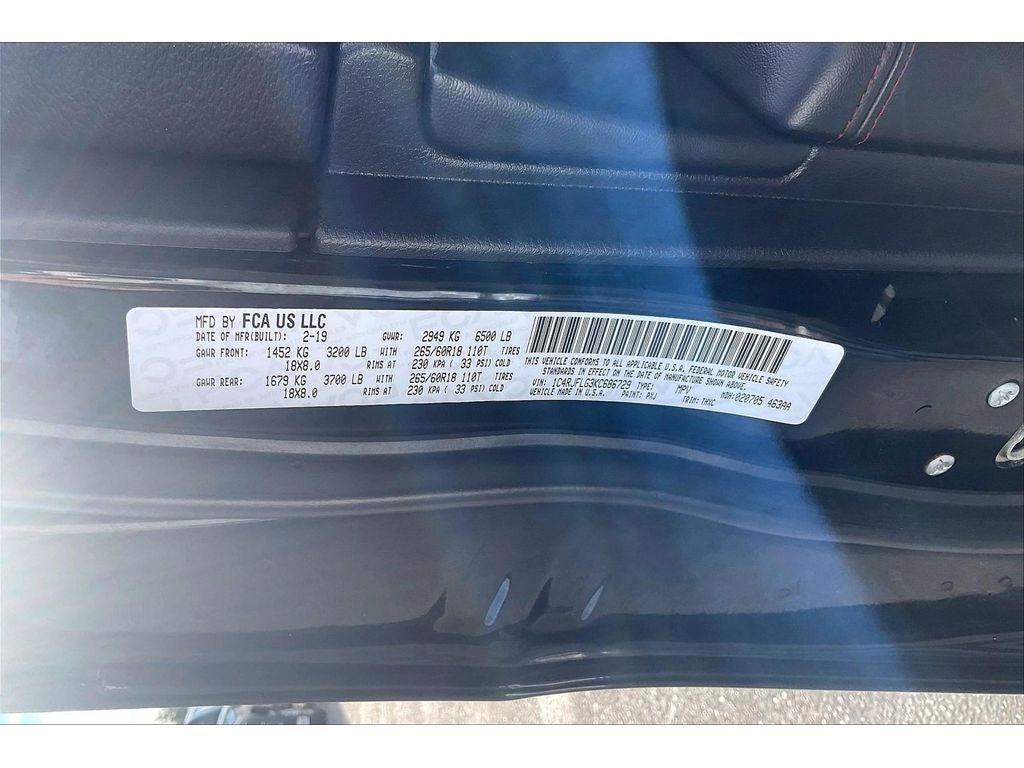 MFD BY FCA US LLC
DATE OF MFR(BUILT): 2-19 GVWR: 2949 KG 6500 LB
GAWR FRONT: 1452 KG 3200 LB WITH 265/60R18 110T TIRES
18X8.0 RIMS AT 230 KPA ( 33 PSI) COLD
GAWR REAR: 1679 KG 3700 LB WITH 265/60R18 110T TIRES
18X8.0 RIMS AT 230 KPA ( 33 PSI) COLD
THIS VEHICLE CONFORMS TO ALL APPLICABLE U.S.A. FEDERAL MOTOR VEHICLE SAFETY
STANDARDS IN EFFECT ON THE DATE OF MANUFACTURE SHOWN ABOVE.
VIN: 1C4RJFLG3KC686729 TYPE: MPV MDH:020705 463AA
VEHICLE MADE IN U.S.A. PAINT: PXJ TRIM: THXC